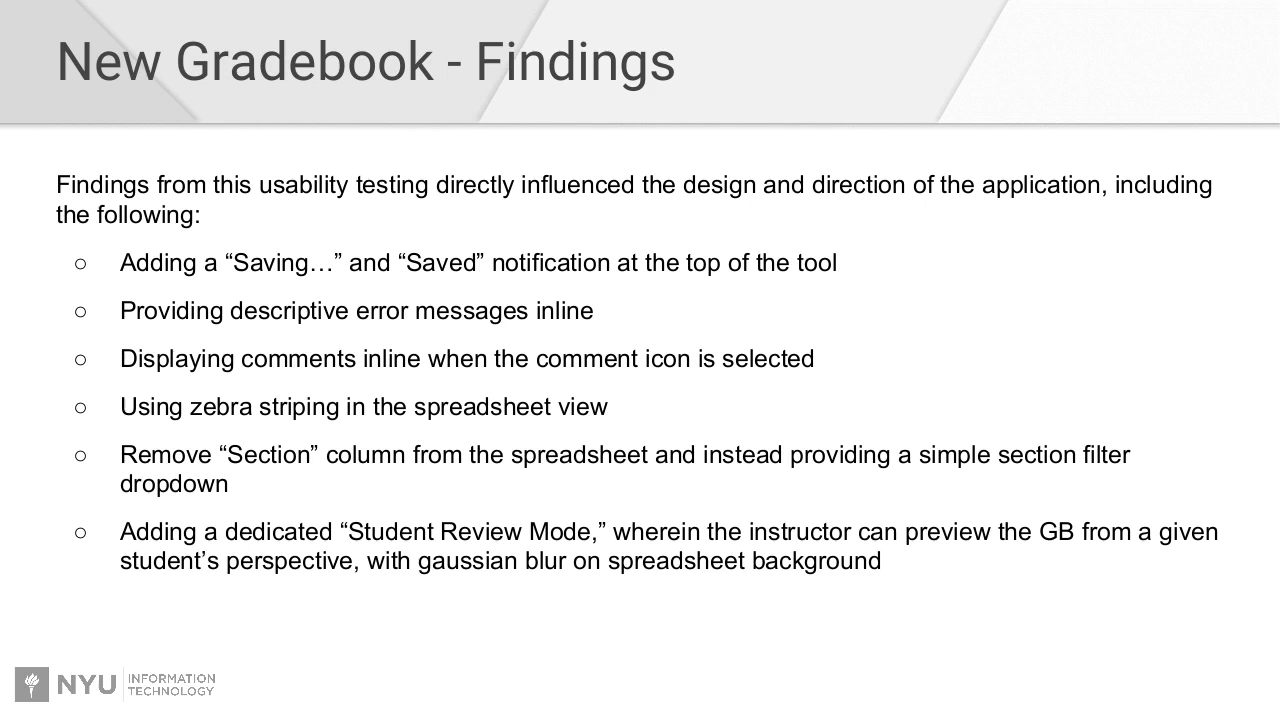 New Gradebook - Findings
Findings from this usability testing directly influenced the design and direction of the application, including
the following:
○ Adding a “Saving…” and “Saved” notification at the top of the tool
○ Providing descriptive error messages inline
○ Displaying comments inline when the comment icon is selected
○ Using zebra striping in the spreadsheet view
○ Remove “Section” column from the spreadsheet and instead providing a simple section filter
dropdown
○ Adding a dedicated “Student Review Mode,” wherein the instructor can preview the GB from a given
student’s perspective, with gaussian blur on spreadsheet background
NYU INFORMATION
TECHNOLOGY